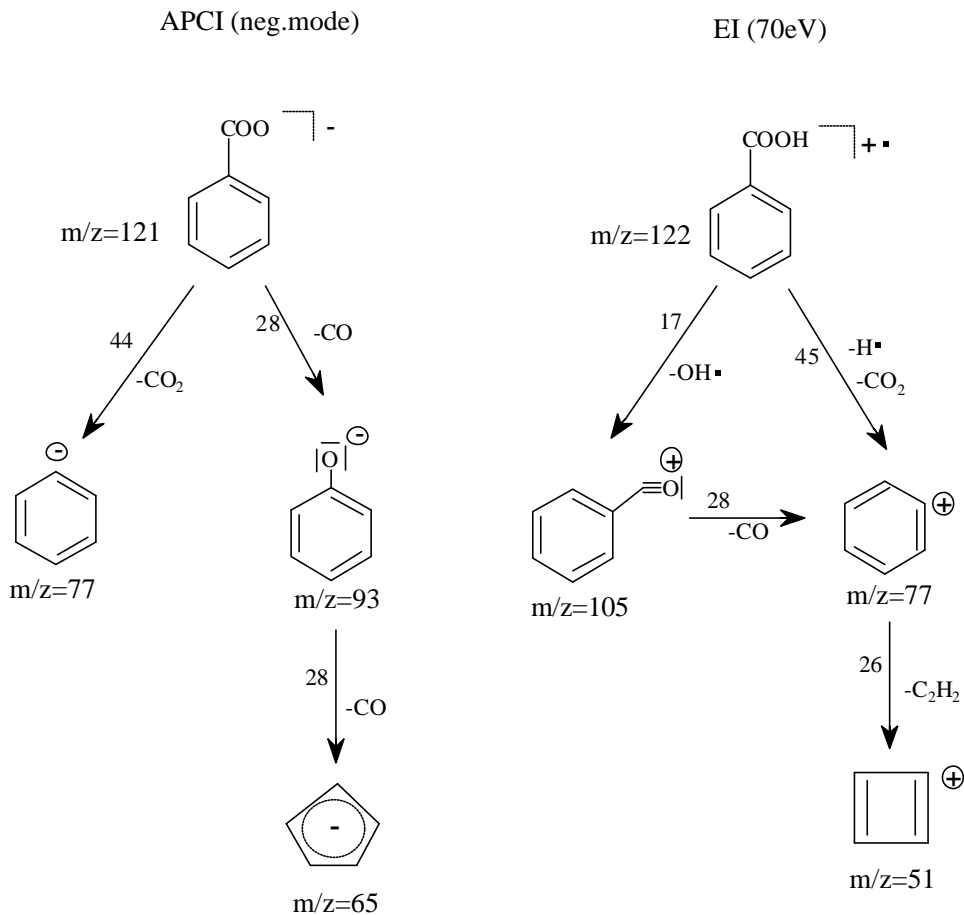 APCI (neg.mode)
EI (70eV)
COO
-
m/z=121
44
-CO₂
28
-CO
-
m/z=77
|O|
-
m/z=93
28
-CO
-
m/z=65
COOH
+▪
m/z=122
17
-OH▪
45
-H▪
-CO₂
≡O|
+
m/z=105
28
-CO
+
m/z=77
26
-C₂H₂
+
m/z=51